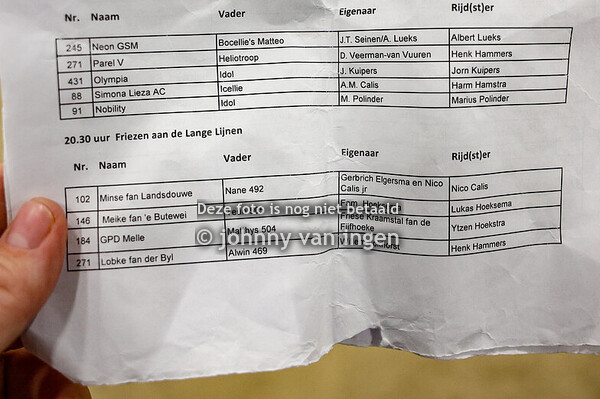 Nr. Naam Vader Eigenaar Rijd(st)er
245 Neon GSM Bocellie's Matteo J.T. Seinen/A. Lueks Albert Lueks
271 Parel V Heliotroop D. Veerman-van Vuuren Henk Hammers
431 Olympia Idol J. Kuipers Jorn Kuipers
88 Simona Lieza AC Icellie A.M. Calis Harm Hamstra
91 Nobility Idol M. Polinder Marius Polinder
20.30 uur Friezen aan de Lange Lijnen
Nr. Naam Vader Eigenaar Rijd(st)er
102 Minse fan Landsdouwe Nane 492 Gerbrich Elgersma en Nico Calis jr Nico Calis
146 Meike fan 'e Butewei Lukas Hoeksema
184 GPD Melle 504 Friese Kraamstal fan de Fjifhoeke Ytzen Hoekstra
271 Lobke fan der Byl Alwin 469 Henk Hammers
Deze foto is nog niet betaald
© johnny van ingen